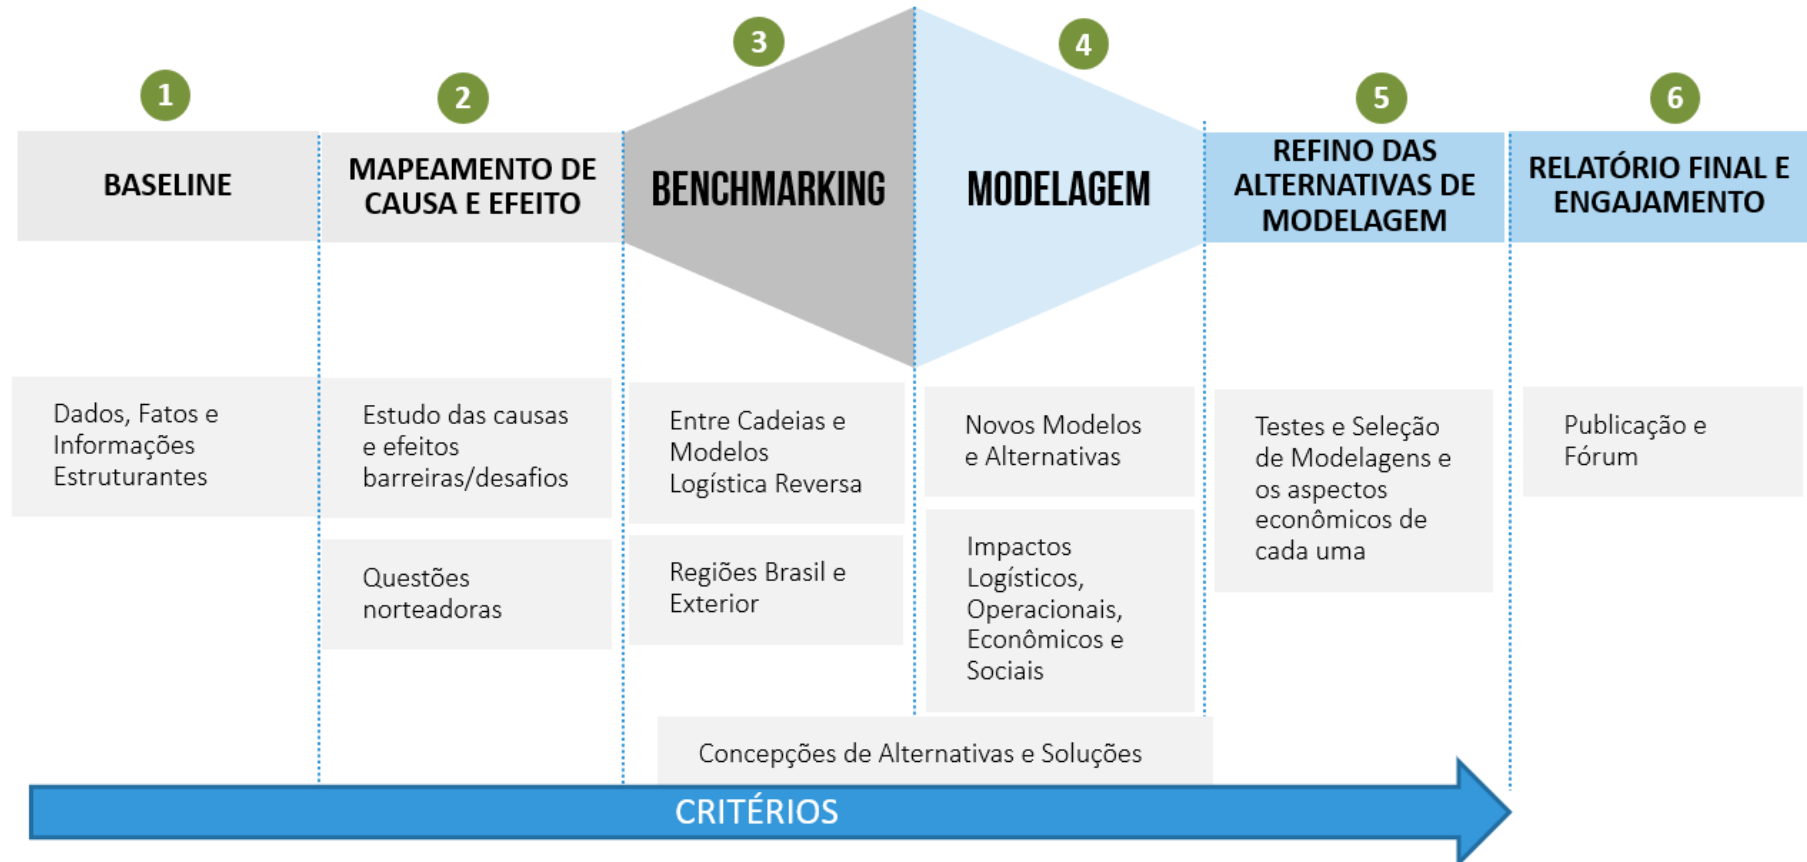 1
BASELINE
Dados, Fatos e
Informações
Estruturantes
2
MAPEAMENTO DE
CAUSA E EFEITO
Estudo das causas
e efeitos
barreiras/desafios
Questões
norteadoras
3
BENCHMARKING
Entre Cadeias e
Modelos
Logística Reversa
Regiões Brasil e
Exterior
4
MODELAGEM
Novos Modelos
e Alternativas
Impactos
Logísticos,
Operacionais,
Econômicos e
Sociais
Concepções de Alternativas e Soluções
5
REFINO DAS
ALTERNATIVAS DE
MODELAGEM
Testes e Seleção
de Modelagens e
os aspectos
econômicos de
cada uma
6
RELATÓRIO FINAL E
ENGAJAMENTO
Publicação e
Fórum
CRITÉRIOS